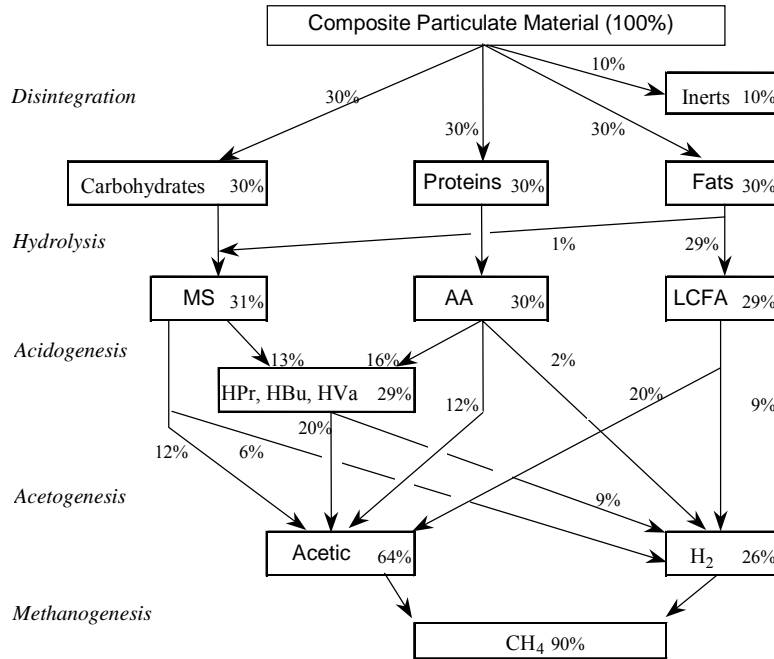 Composite Particulate Material (100%)
10%
Disintegration
30%
Inerts 10%
30%
30%
Carbohydrates 30%
Proteins 30%
Fats 30%
Hydrolysis
1%
29%
MS 31%
AA 30%
LCFA 29%
Acidogenesis
13%
16%
2%
HPr, HBu, HVa 29%
20%
12%
9%
20%
12%
6%
Acetogenesis
9%
Acetic 64%
H2 26%
Methanogenesis
CH4 90%